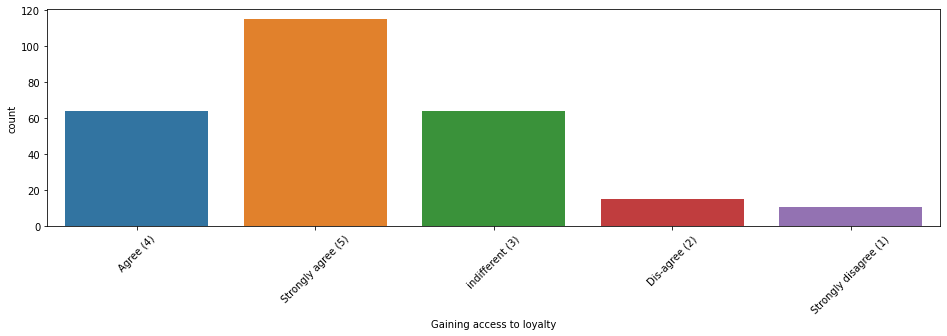 120
100
80
60
40
20
0
count
Agree (4)
Strongly agree (5)
indifferent (3)
Dis-agree (2)
Strongly disagree (1)
Gaining access to loyalty